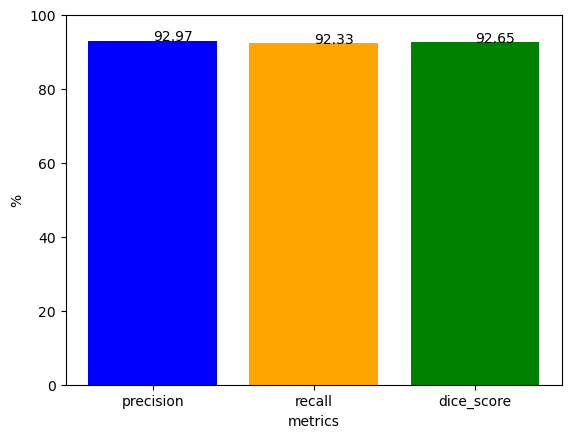 100
92.97
92.33
92.65
80
60
%
40
20
0
precision
recall
dice_score
metrics